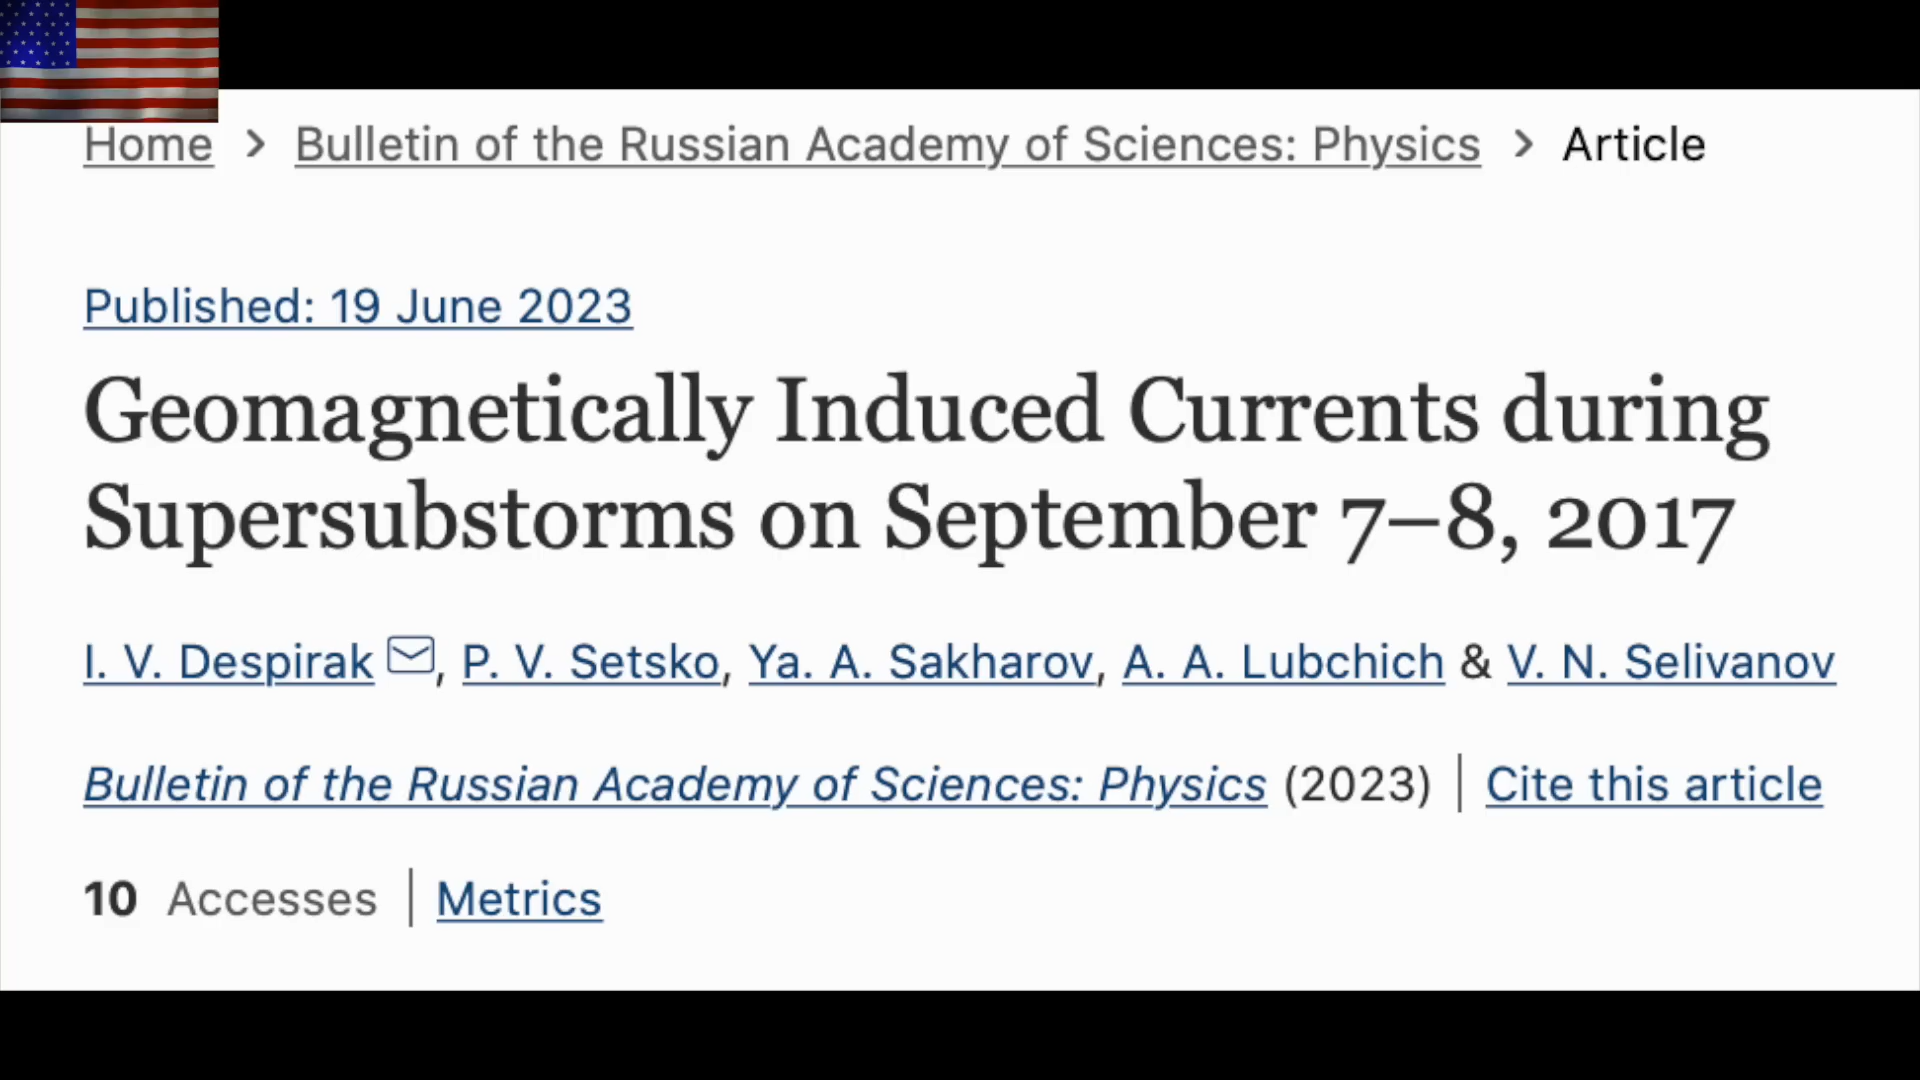 Home > Bulletin of the Russian Academy of Sciences: Physics > Article
Published: 19 June 2023
Geomagnetically Induced Currents during
Supersubstorms on September 7–8, 2017
I. V. Despirak, P. V. Setsko, Ya. A. Sakharov, A. A. Lubchich & V. N. Selivanov
Bulletin of the Russian Academy of Sciences: Physics (2023) | Cite this article
10 Accesses | Metrics